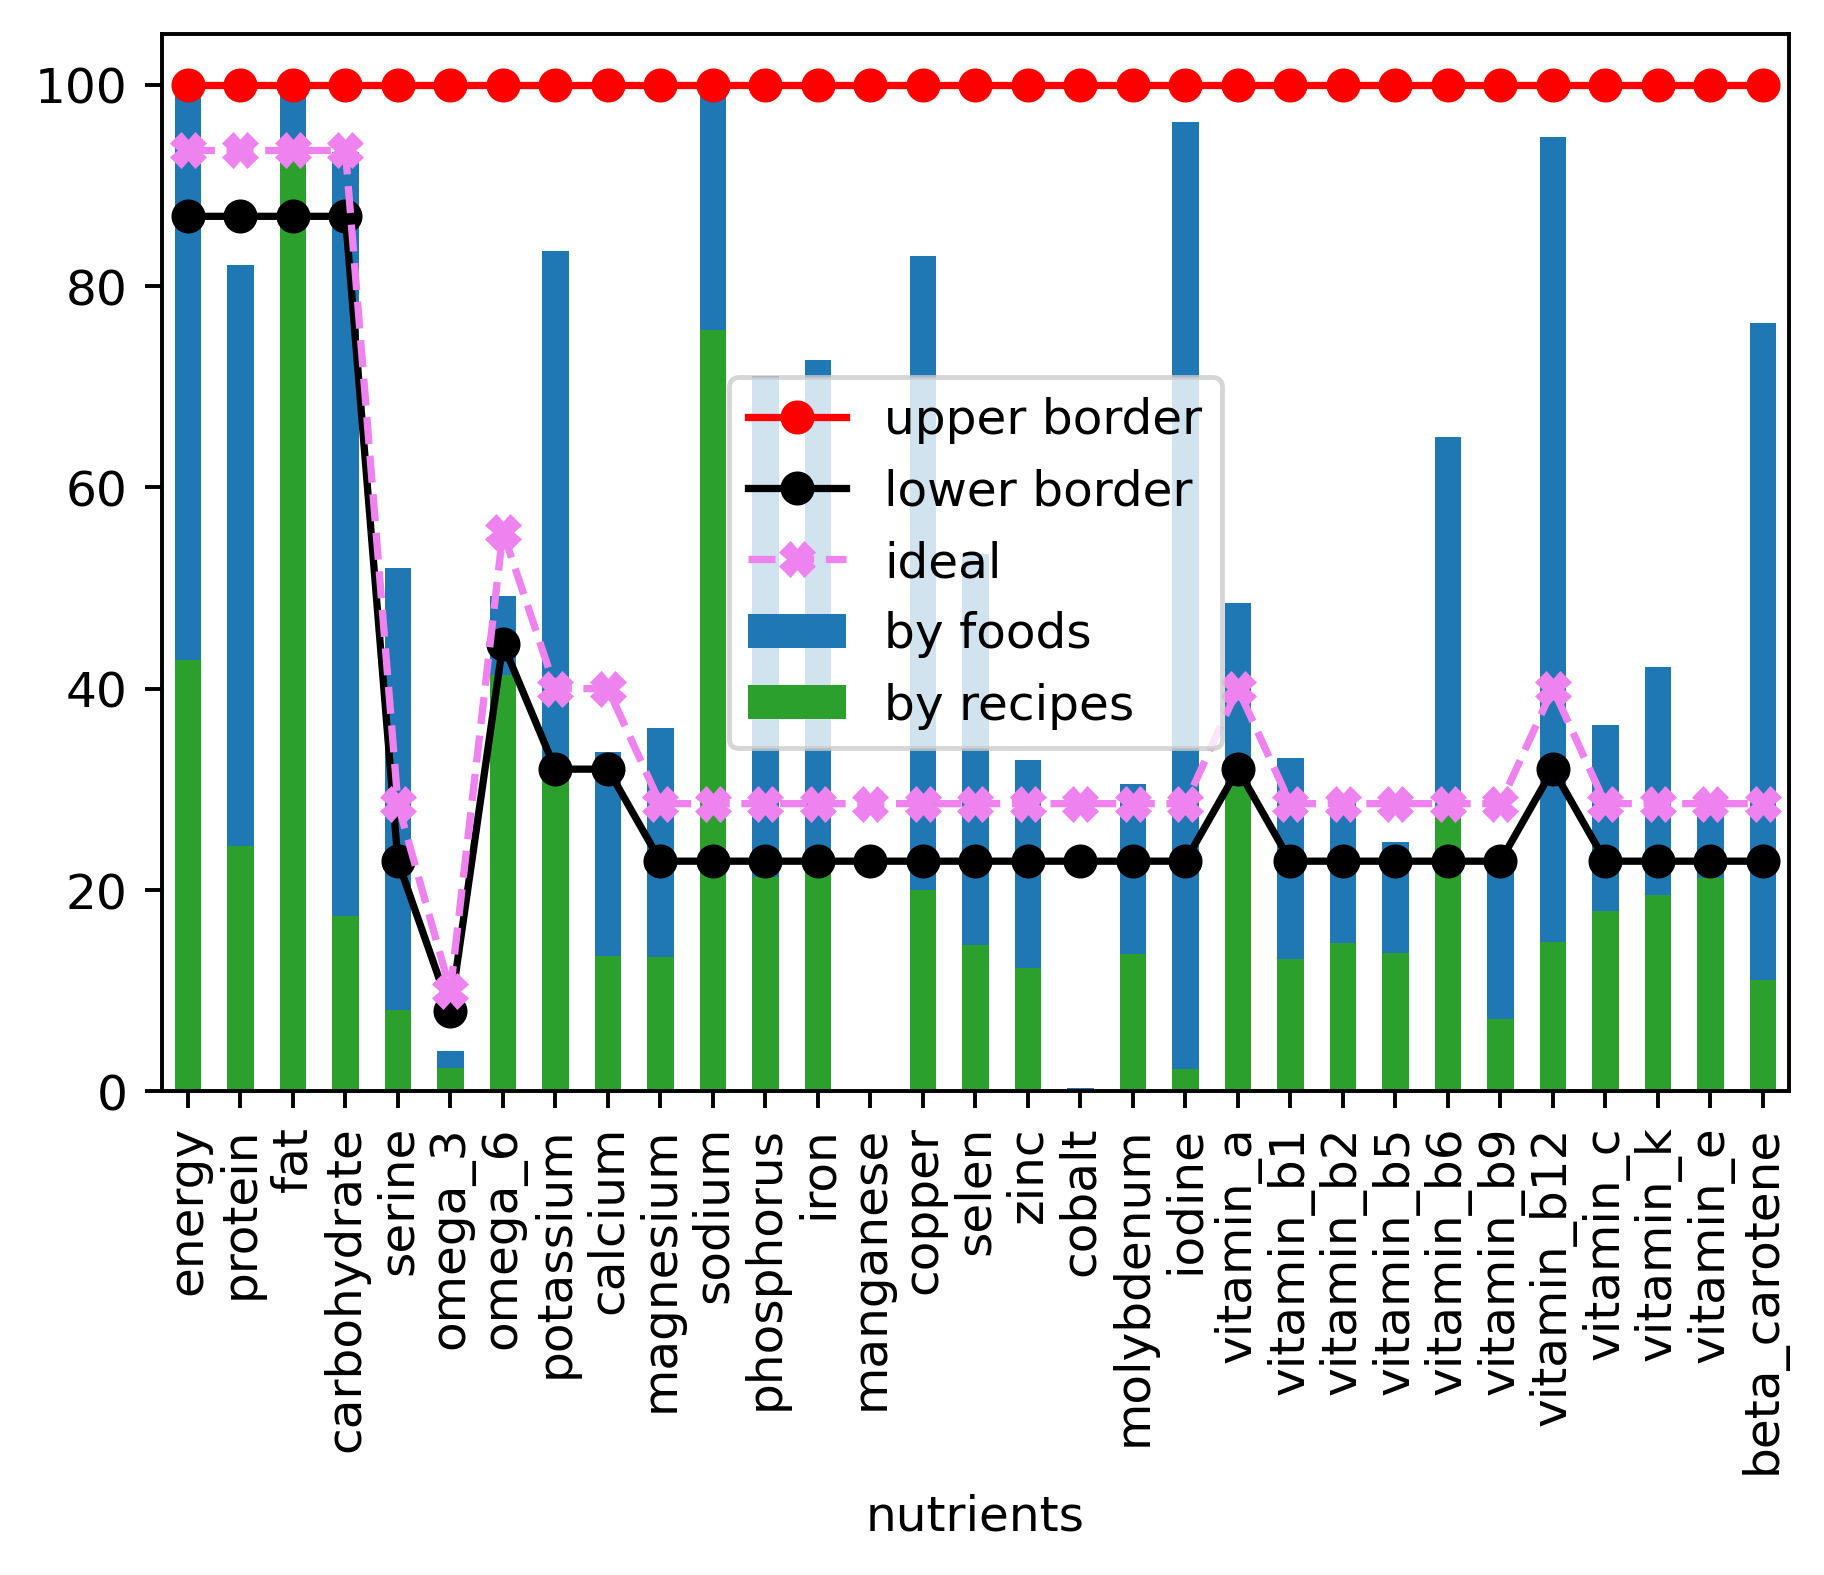 100
80
60
40
20
0
upper border
lower border
ideal
by foods
by recipes
energy
protein
fat
carbohydrate
serine
omega_3
omega_6
potassium
calcium
magnesium
sodium
phosphorus
iron
manganese
copper
selen
zinc
cobalt
molybdenum
iodine
vitamin_a
vitamin_b1
vitamin_b2
vitamin_b5
vitamin_b6
vitamin_b9
vitamin_b12
vitamin_c
vitamin_k
vitamin_e
beta_carotene
nutrients